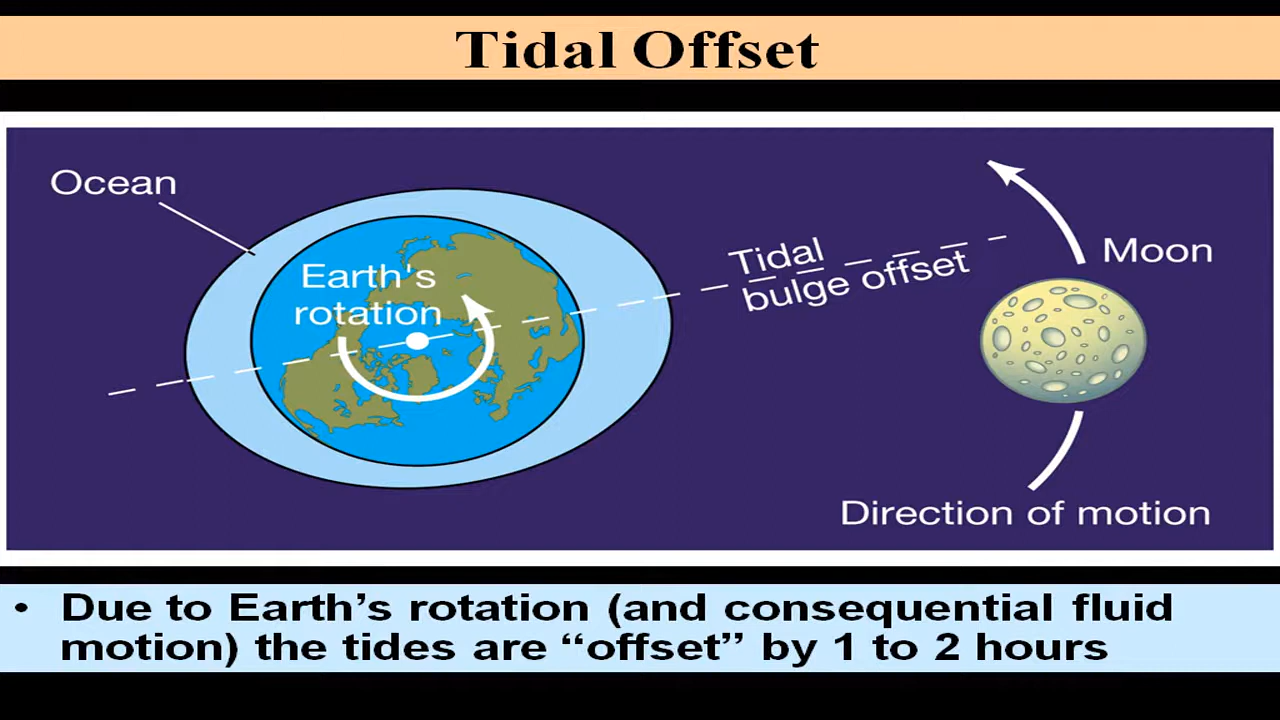 Tidal Offset
Ocean
Earth's
rotation
Tidal
bulge offset
Moon
Direction of motion
• Due to Earth’s rotation (and consequential fluid
motion) the tides are “offset” by 1 to 2 hours